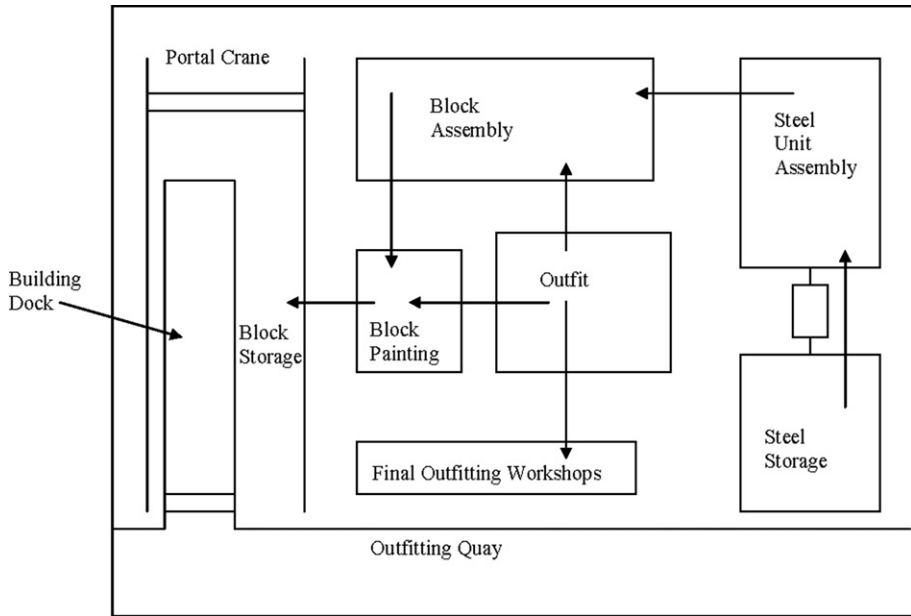 Portal Crane
Block
Assembly
Steel
Unit
Assembly
Building
Dock
Block
Storage
Block
Painting
Outfit
Final Outfitting Workshops
Steel
Storage
Outfitting Quay